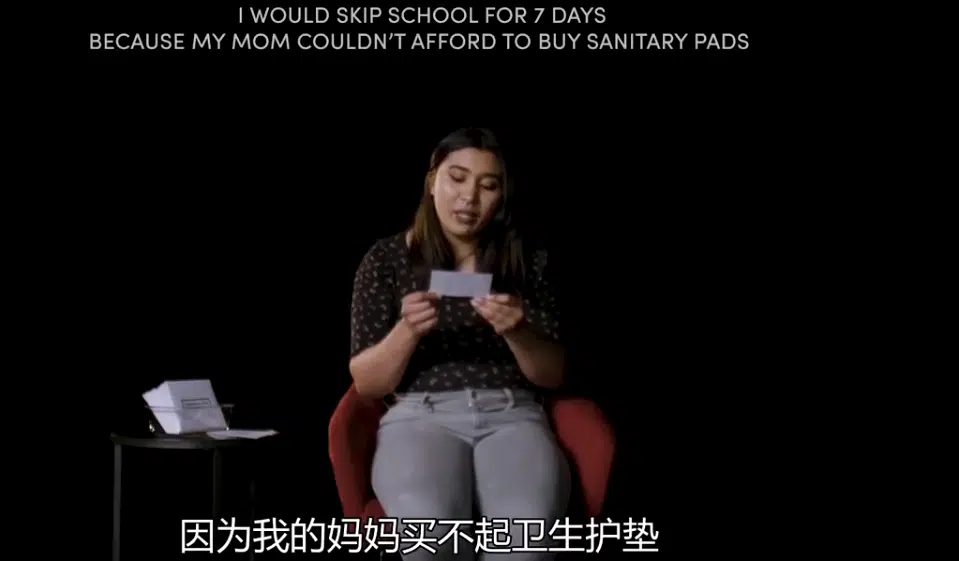 I WOULD SKIP SCHOOL FOR 7 DAYS
BECAUSE MY MOM COULDN'T AFFORD TO BUY SANITARY PADS
因为我的妈妈买不起卫生护垫